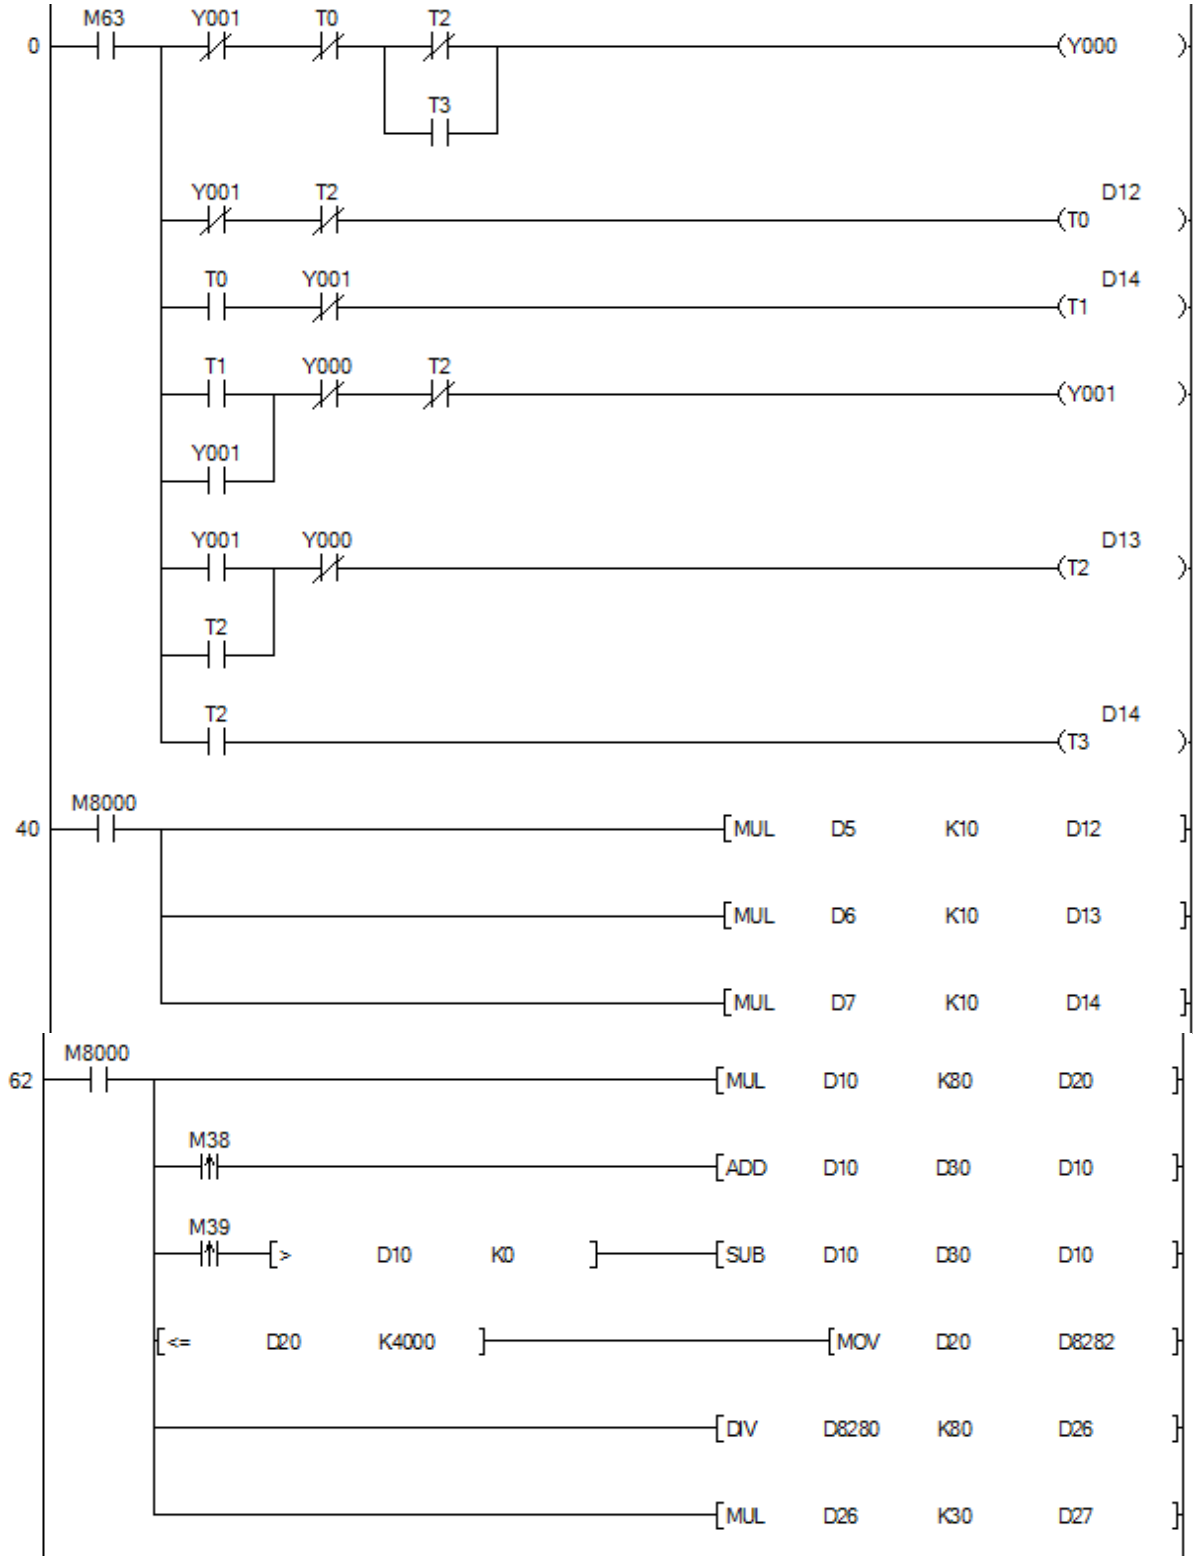 M63 Y001 T0 T2
0 (Y000 )
T3
Y001 T2 D12
(T0 )
T0 Y001 D14
(T1 )
T1 Y000 T2
(Y001 )
Y001
Y001 Y000 D13
(T2 )
T2
T2 D14
(T3 )
M8000
40 [MUL D5 K10 D12 ]
[MUL D6 K10 D13 ]
[MUL D7 K10 D14 ]
M8000
62 [MUL D10 K80 D20 ]
M38
[ADD D10 D30 D10 ]
M39
[> D10 K0 ] [SUB D10 D30 D10 ]
[<= D20 K4000 ] [MOV D20 D8282 ]
[DIV D8280 K80 D26 ]
[MUL D26 K30 D27 ]